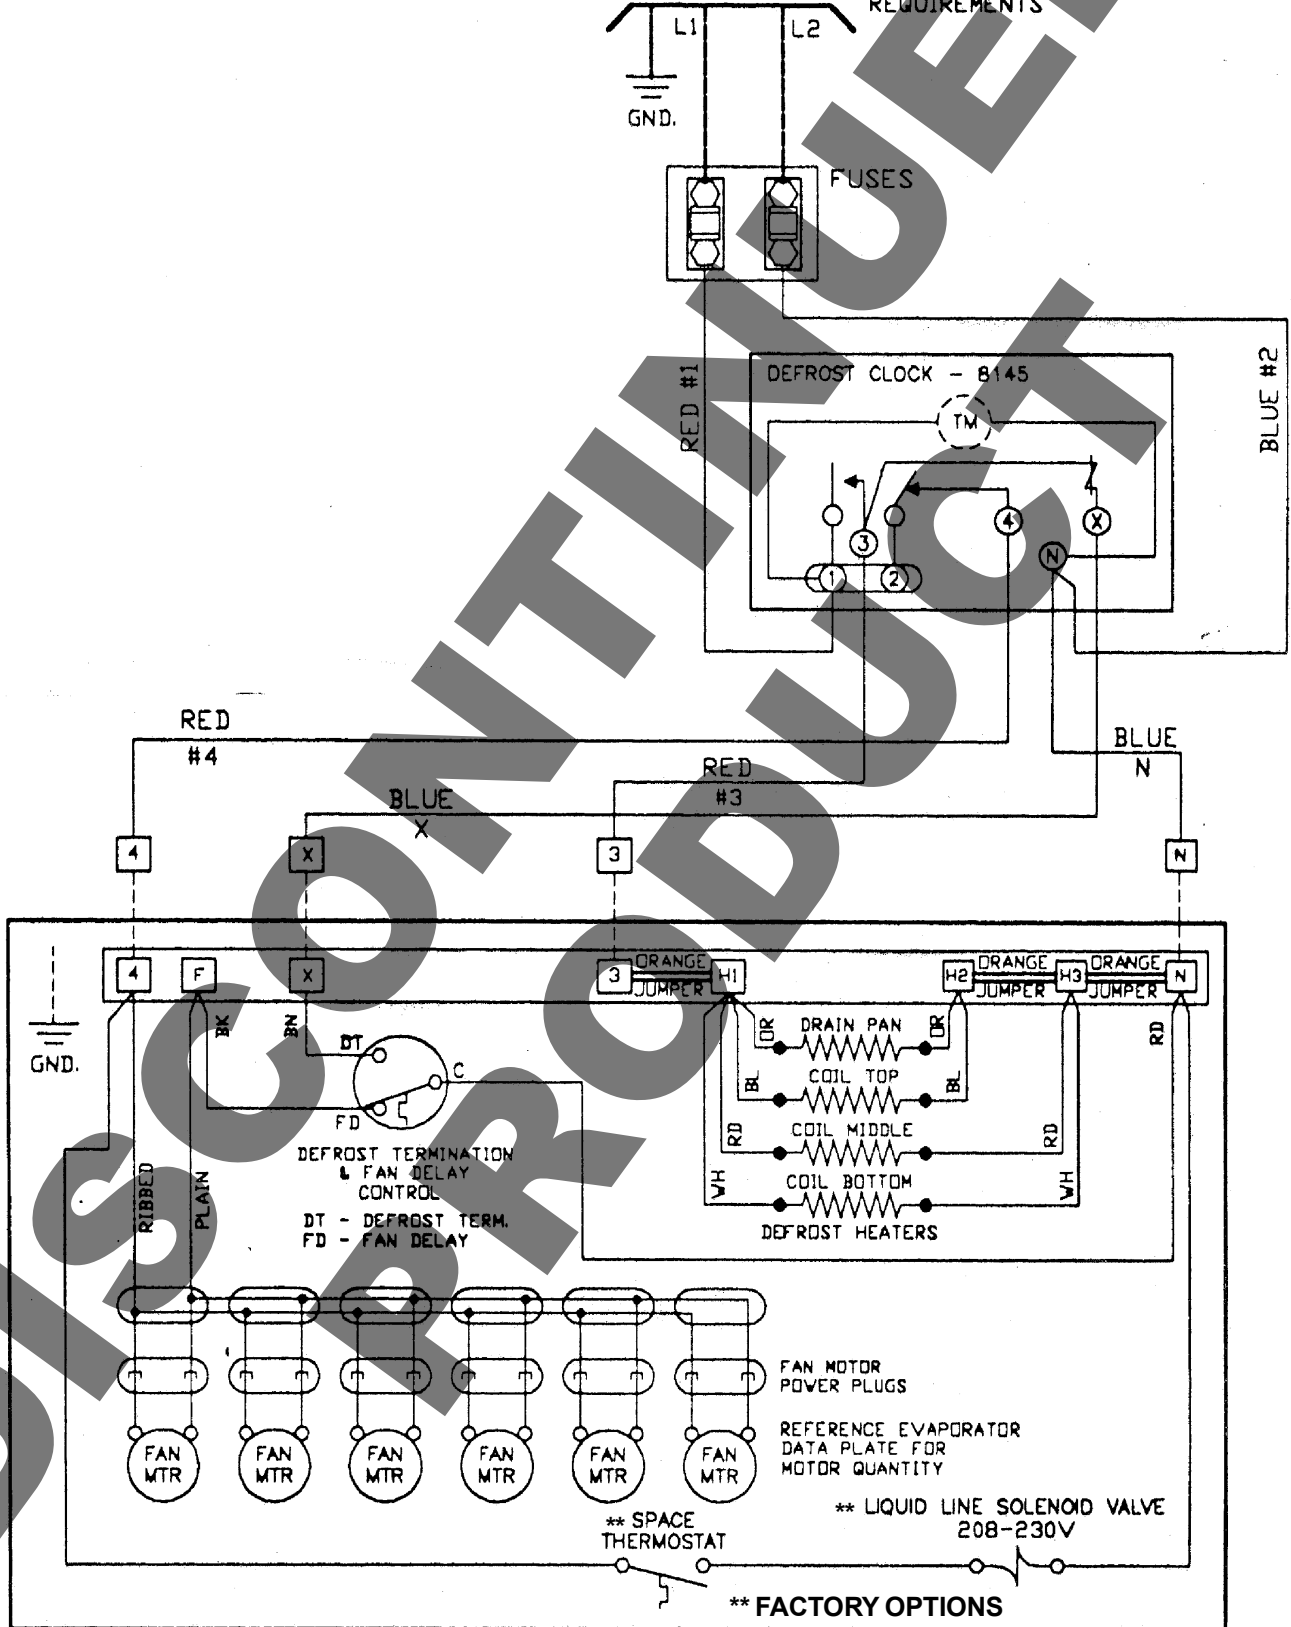 REQUIREMENTS
L1
L2
GND.
FUSES
RED #1
BLUE #2
DEFROST CLOCK - 8145
TM
3
4
X
N
1
2
RED
#4
BLUE
X
RED
#3
BLUE
N
4
X
3
N
4
F
X
3
ORANGE
JUMPER
H1
H2
ORANGE
JUMPER
H3
ORANGE
JUMPER
N
GND.
BK
BN
DT
C
FD
OR
DRAIN PAN
OR
RD
BL
COIL TOP
BL
RD
COIL MIDDLE
RD
WH
COIL BOTTOM
WH
DEFROST HEATERS
DEFROST TERMINATION
& FAN DELAY
CONTROL
DT - DEFROST TERM.
FD - FAN DELAY
RIBBED
PLAIN
FAN MOTOR
POWER PLUGS
REFERENCE EVAPORATOR
DATA PLATE FOR
MOTOR QUANTITY
FAN MTR
FAN MTR
FAN MTR
FAN MTR
FAN MTR
FAN MTR
** SPACE
THERMOSTAT
** LIQUID LINE SOLENOID VALVE
208-230V
** FACTORY OPTIONS
DISCONTINUED
PRODUCT